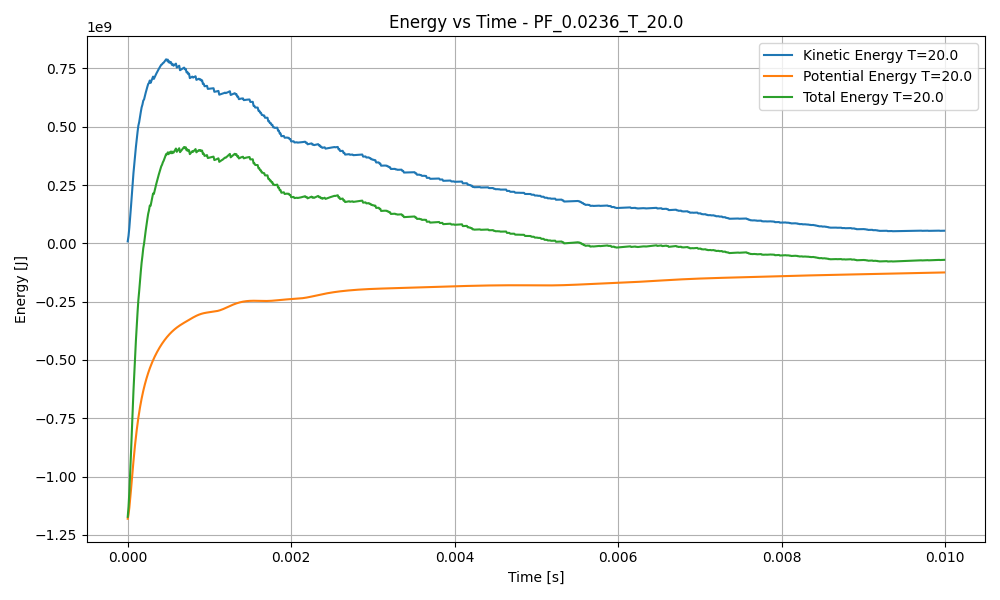 Energy vs Time - PF_0.0236_T_20.0
1e9
Kinetic Energy T=20.0
Potential Energy T=20.0
Total Energy T=20.0
Energy [J]
0.75
0.50
0.25
0.00
−0.25
−0.50
−0.75
−1.00
−1.25
0.000 0.002 0.004 0.006 0.008 0.010
Time [s]